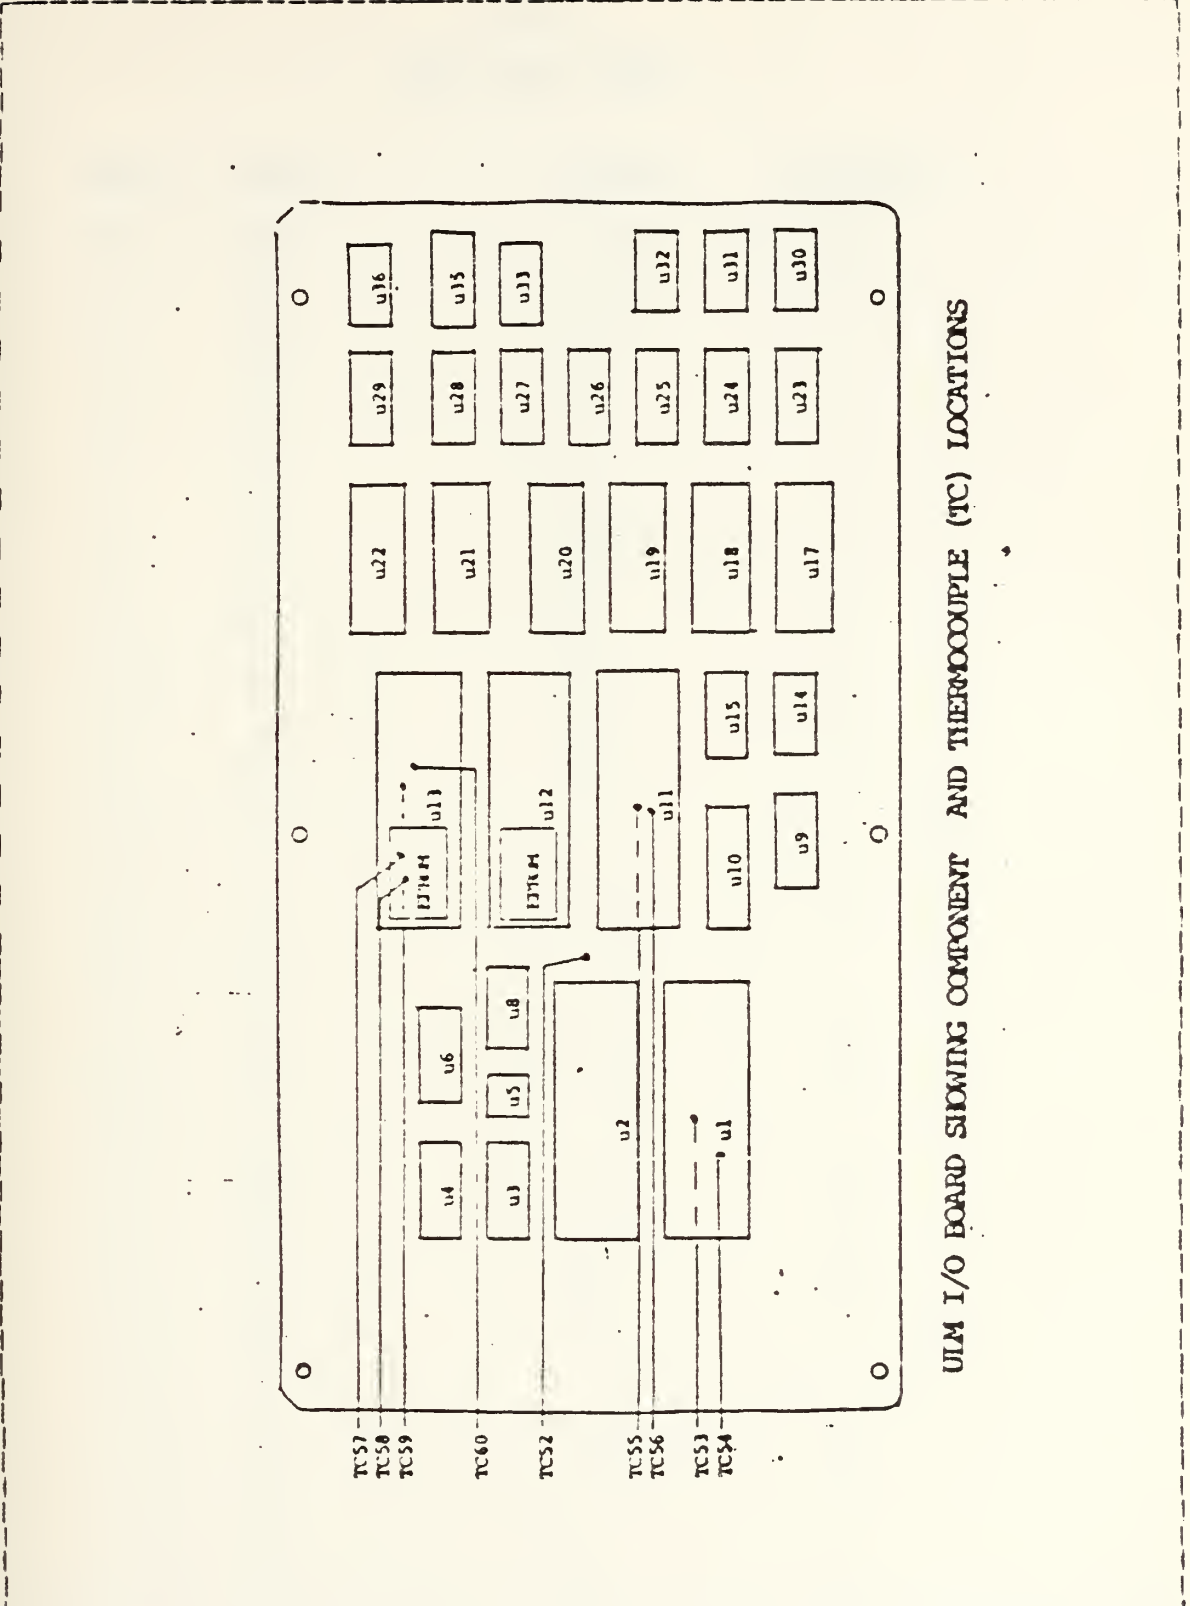 u36
u35
u33
u32
u31
u30
u29
u28
u27
u26
u25
u24
u23
u22
u21
u20
u19
u18
u17
u13
u12
u11
u15
u14
u10
u9
u6
u8
u5
u4
u3
u2
u1
TC57
TC58
TC59
TC60
TC52
TC55
TC56
TC53
TC54
ULM I/O BOARD SHOWING COMPONENT AND THERMOCOUPLE (TC) LOCATIONS